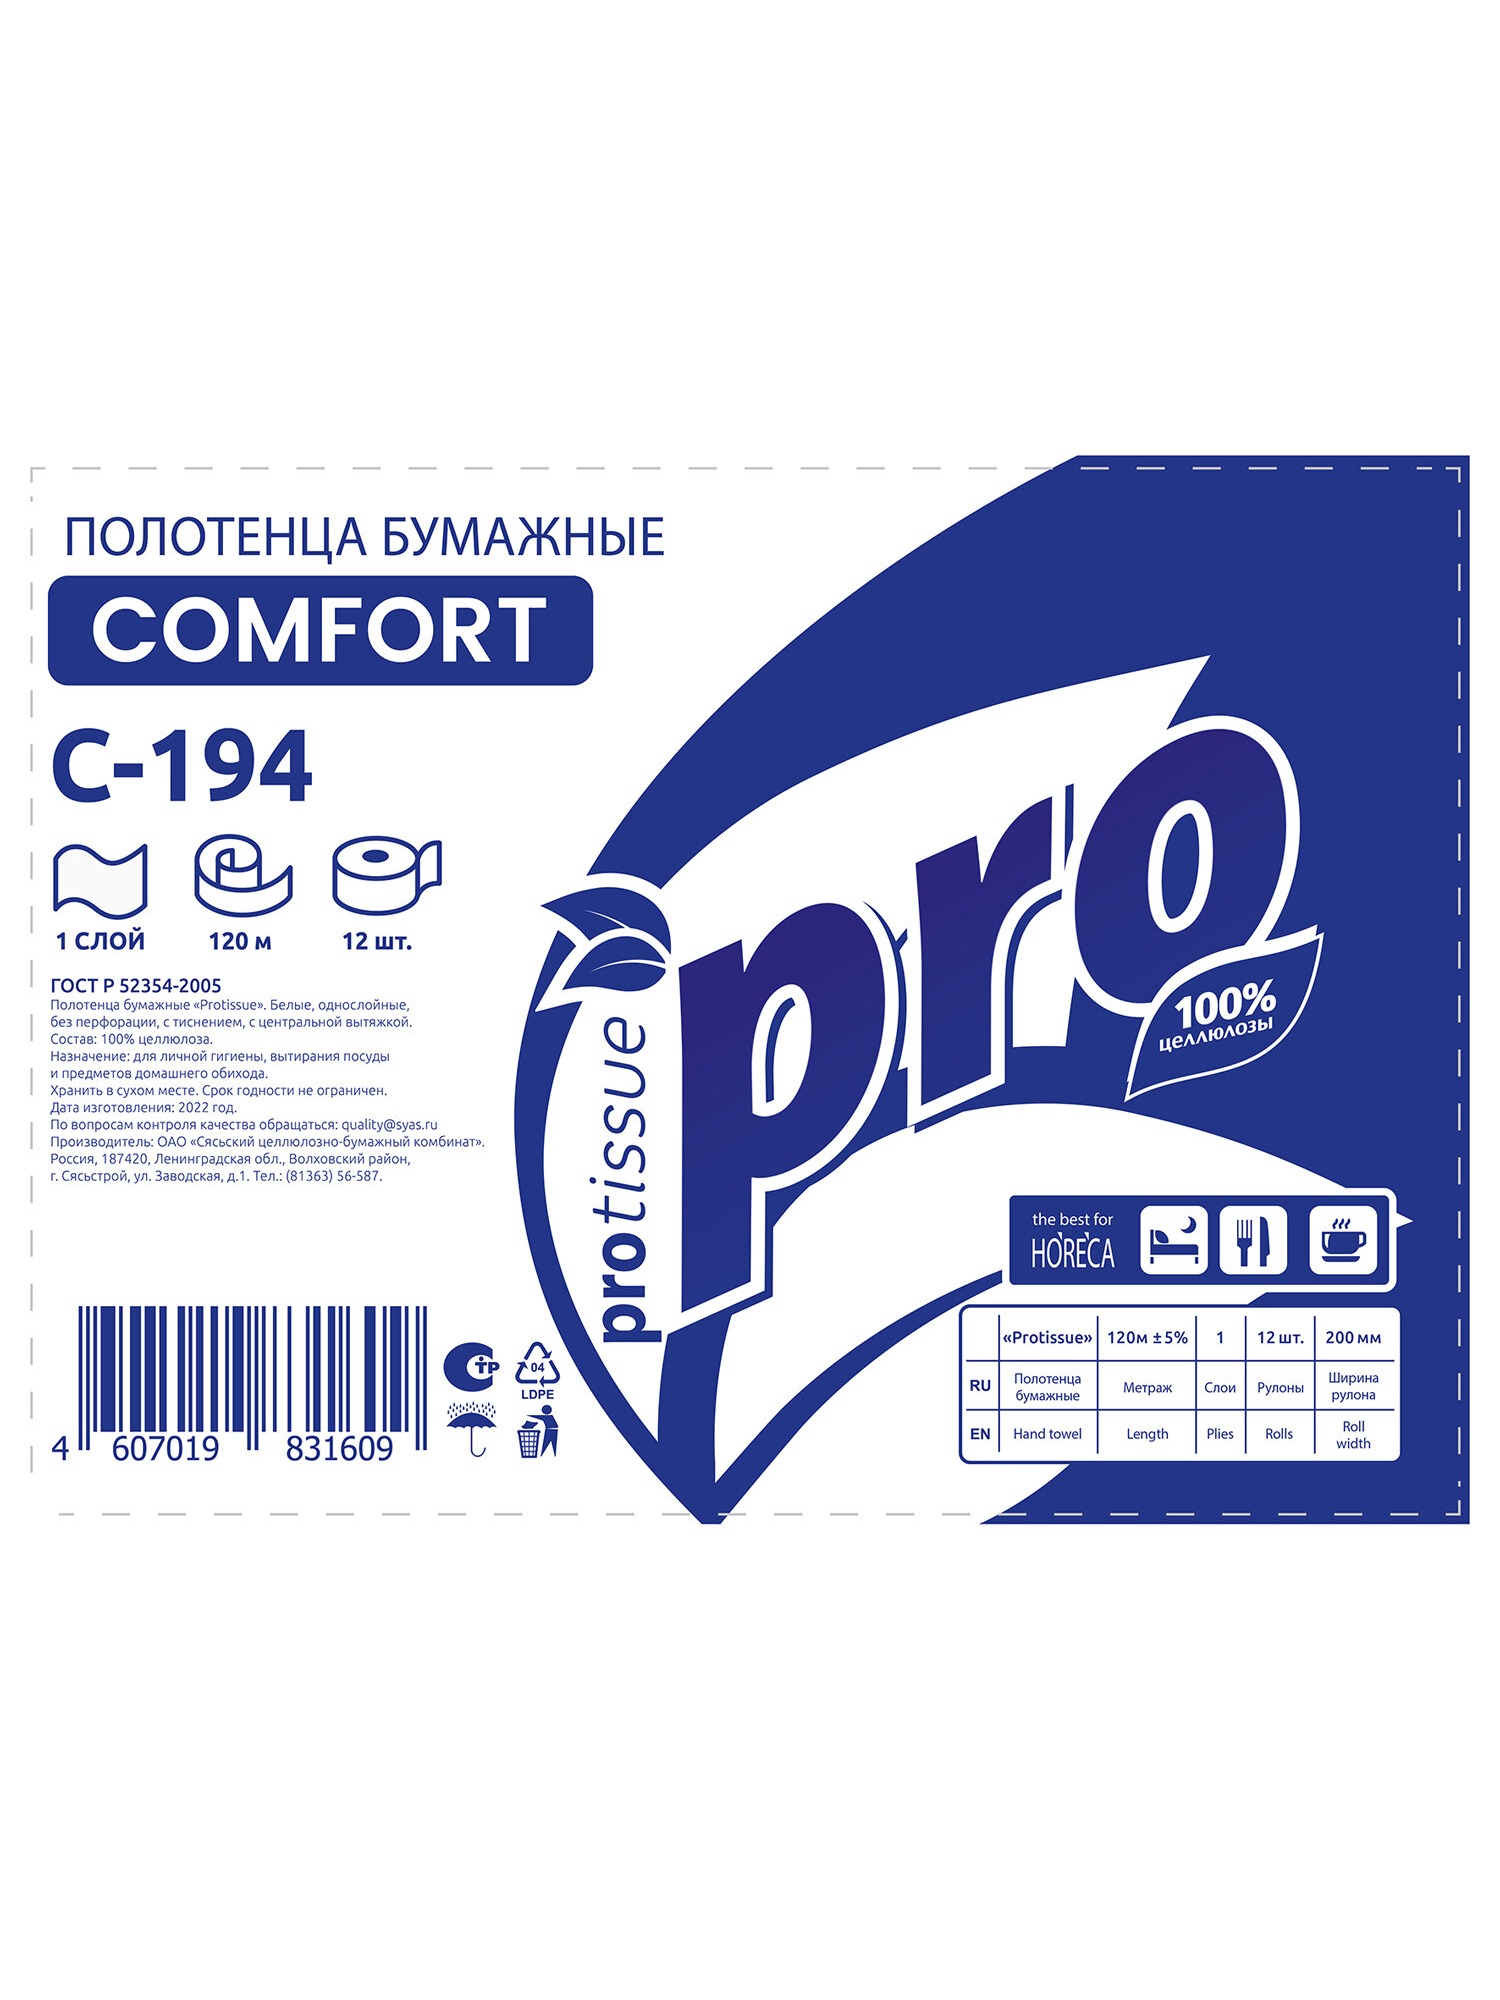 ПОЛОТЕНЦА БУМАЖНЫЕ
COMFORT
С-194
1 СЛОЙ 120 м 12 шт.
ГОСТ Р 52354-2005
Полотенца бумажные «Protissue». Белые, однослойные,
без перфорации, с тиснением, с центральной вытяжкой.
Состав: 100% целлюлоза.
Назначение: для личной гигиены, вытирания посуды
и предметов домашнего обихода.
Хранить в сухом месте. Срок годности не ограничен.
Дата изготовления: 2022 год.
По вопросам контроля качества обращаться: quality@syas.ru
Производитель: ОАО «Сясьский целлюлозно-бумажный комбинат».
Россия, 187420, Ленинградская обл., Волховский район,
г. Сясьстрой, ул. Заводская, д.1. Тел.: (81363) 56-587.
4 607019 831609
СТР
04
LDPE
protissue
pro
100%
целлюлозы
the best for
HORECA
«Protissue» 120м ± 5% 1 12 шт. 200 мм
RU Полотенца бумажные Метраж Слои Рулоны Ширина рулона
EN Hand towel Length Plies Rolls Roll width